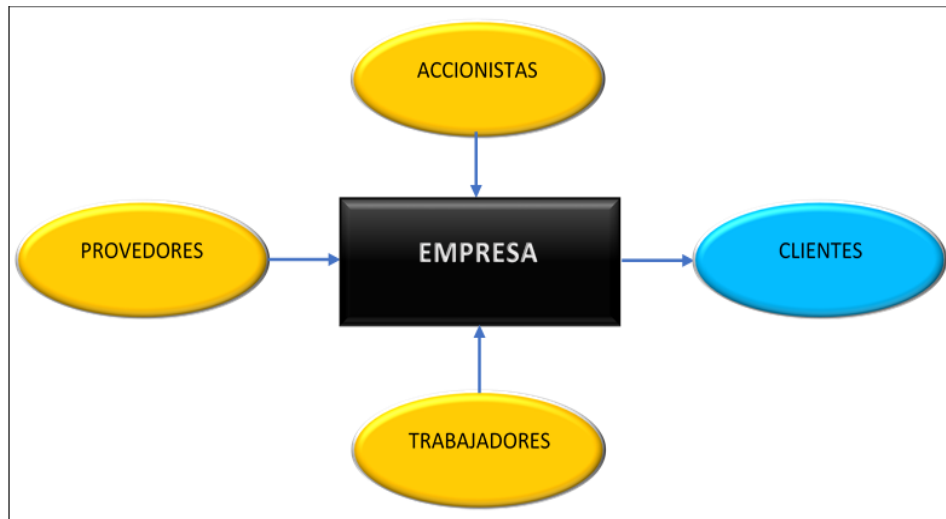 ACCIONISTAS
PROVEDORES
EMPRESA
CLIENTES
TRABAJADORES